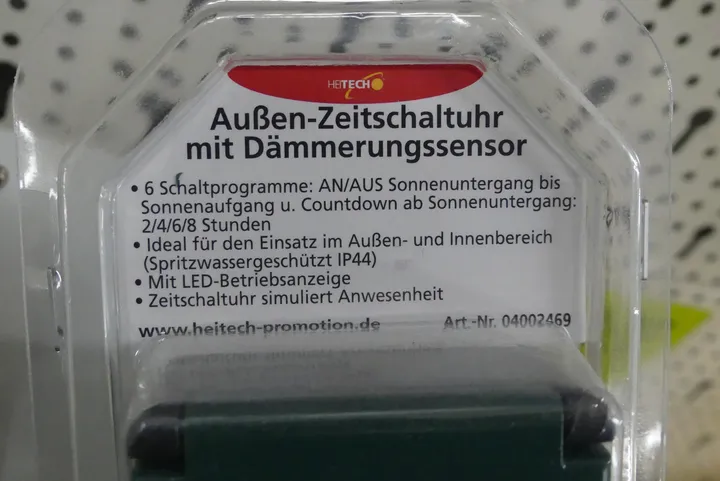 HEITECH
Außen-Zeitschaltuhr
mit Dämmerungssensor
• 6 Schaltprogramme: AN/AUS Sonnenuntergang bis
Sonnenaufgang u. Countdown ab Sonnenuntergang:
2/4/6/8 Stunden
• Ideal für den Einsatz im Außen- und Innenbereich
(Spritzwassergeschützt IP44)
• Mit LED-Betriebsanzeige
• Zeitschaltuhr simuliert Anwesenheit
www.heitech-promotion.de Art.-Nr. 04002469